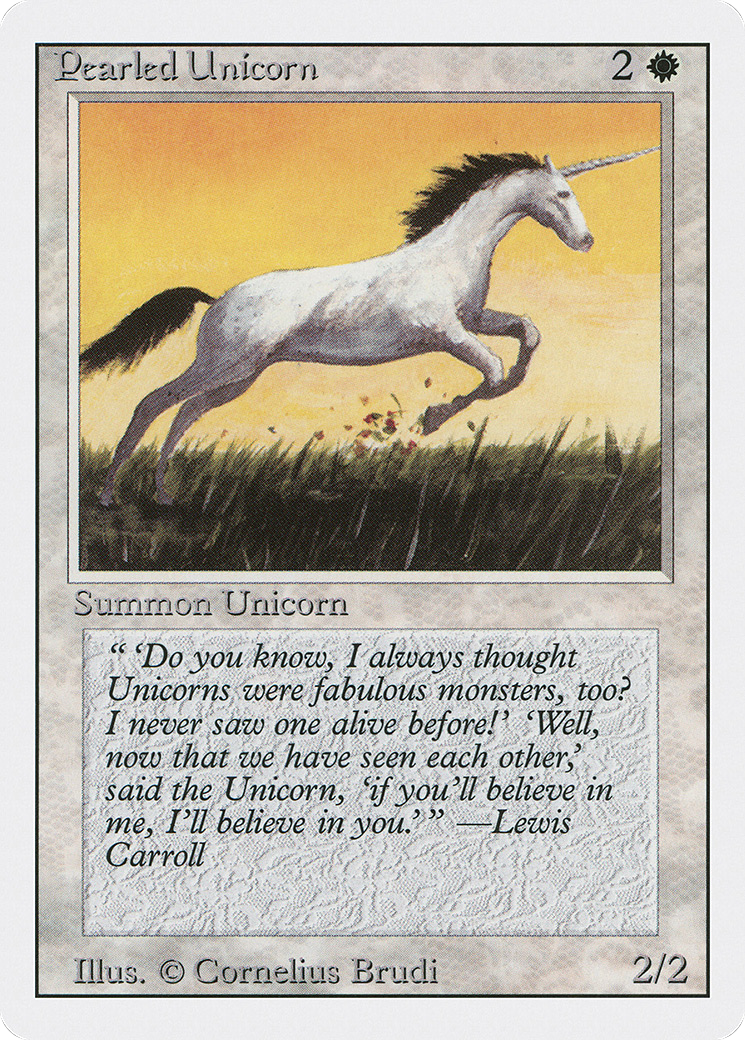 Pearled Unicorn 2
Summon Unicorn
“ ‘Do you know, I always thought
Unicorns were fabulous monsters, too?
I never saw one alive before!’ ‘Well,
now that we have seen each other,’
said the Unicorn, ‘if you’ll believe in
me, I’ll believe in you.’ ” —Lewis
Carroll
Illus. © Cornelius Brudi 2/2